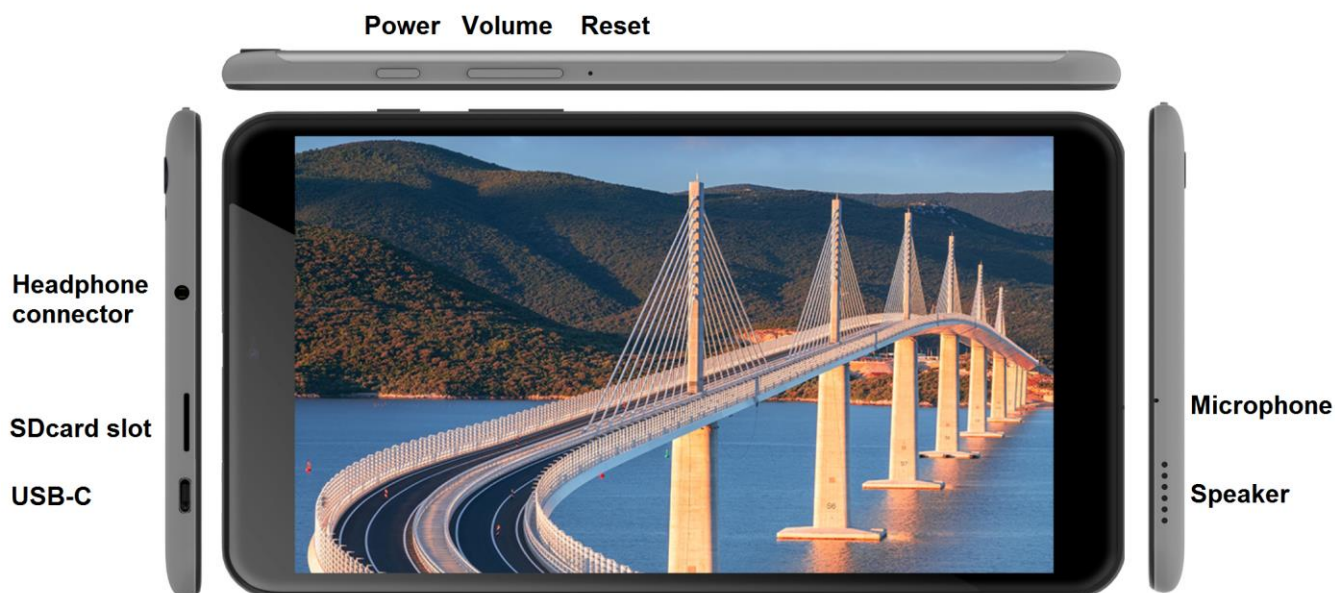 Power Volume Reset
Headphone
connector
SDcard slot
USB-C
Microphone
Speaker